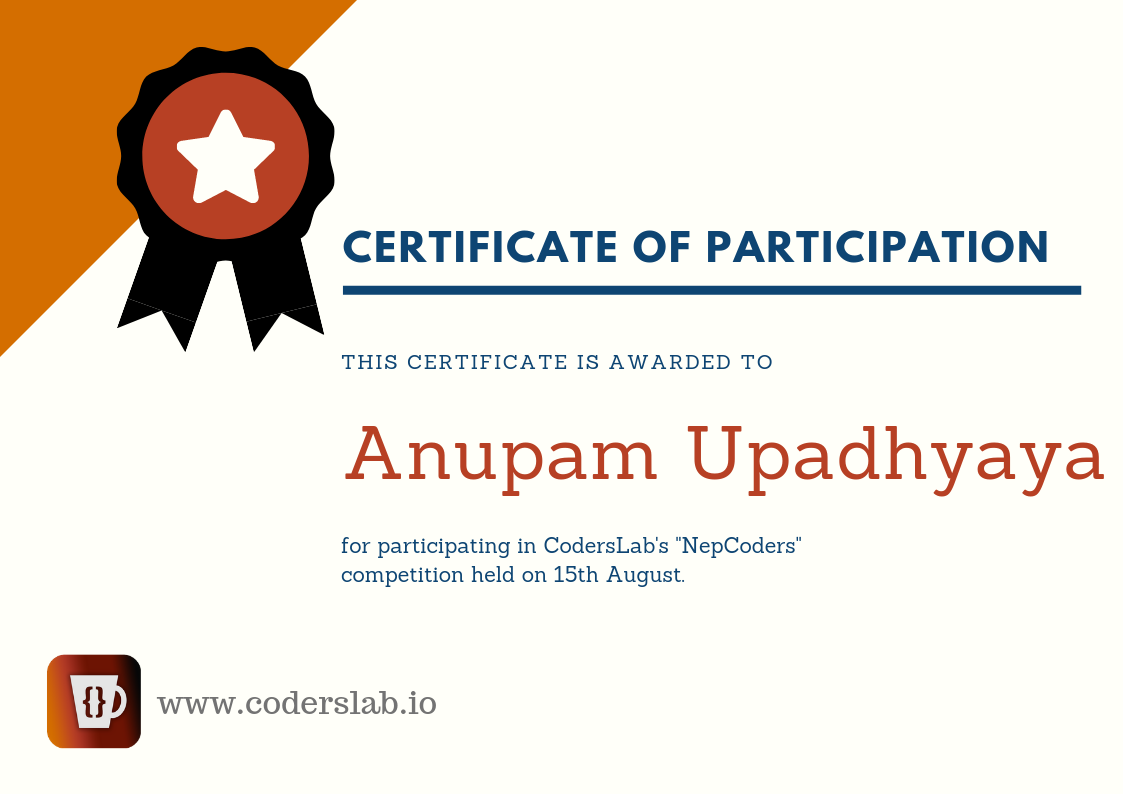 CERTIFICATE OF PARTICIPATION
THIS CERTIFICATE IS AWARDED TO
Anupam Upadhyaya
for participating in CodersLab's "NepCoders"
competition held on 15th August.
{}
www.coderslab.io